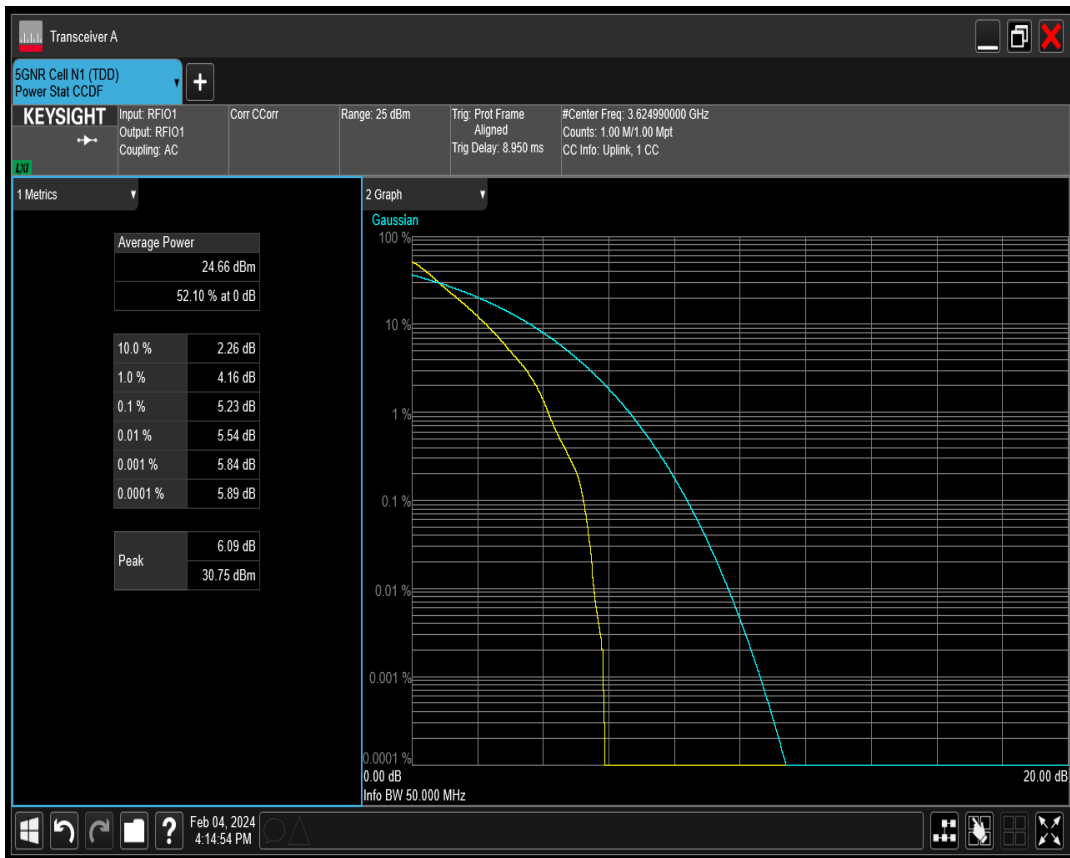 Transceiver A
5GNR Cell N1 (TDD)
Power Stat CCDF
KEYSIGHT
LXI
Input: RFIO1
Output: RFIO1
Coupling: AC
Corr CCorr
Range: 25 dBm
Trig: Prot Frame
Aligned
Trig Delay: 8.950 ms
#Center Freq: 3.624990000 GHz
Counts: 1.00 M/1.00 Mpt
CC Info: Uplink, 1 CC
1 Metrics
Average Power
24.66 dBm
52.10 % at 0 dB
10.0 % 2.26 dB
1.0 % 4.16 dB
0.1 % 5.23 dB
0.01 % 5.54 dB
0.001 % 5.84 dB
0.0001 % 5.89 dB
Peak
6.09 dB
30.75 dBm
2 Graph
Gaussian
100 %
10 %
1 %
0.1 %
0.01 %
0.001 %
0.0001 %
0.00 dB
20.00 dB
Info BW 50.000 MHz
Feb 04, 2024
4:14:54 PM